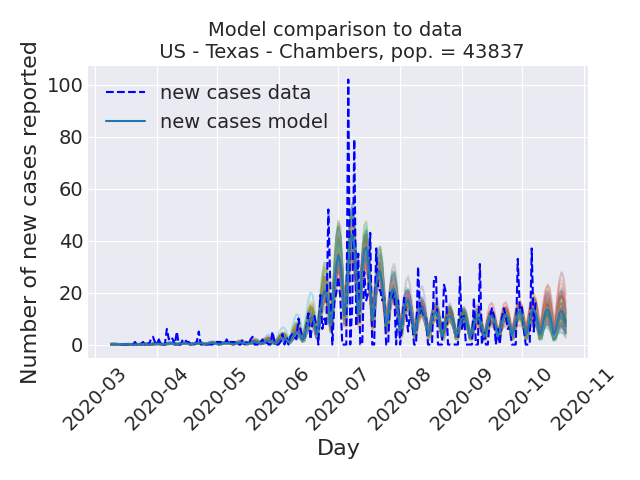 Model comparison to data
US - Texas - Chambers, pop. = 43837
Number of new cases reported
100
80
60
40
20
0
new cases data
new cases model
2020-03
2020-04
2020-05
2020-06
2020-07
2020-08
2020-09
2020-10
2020-11
Day